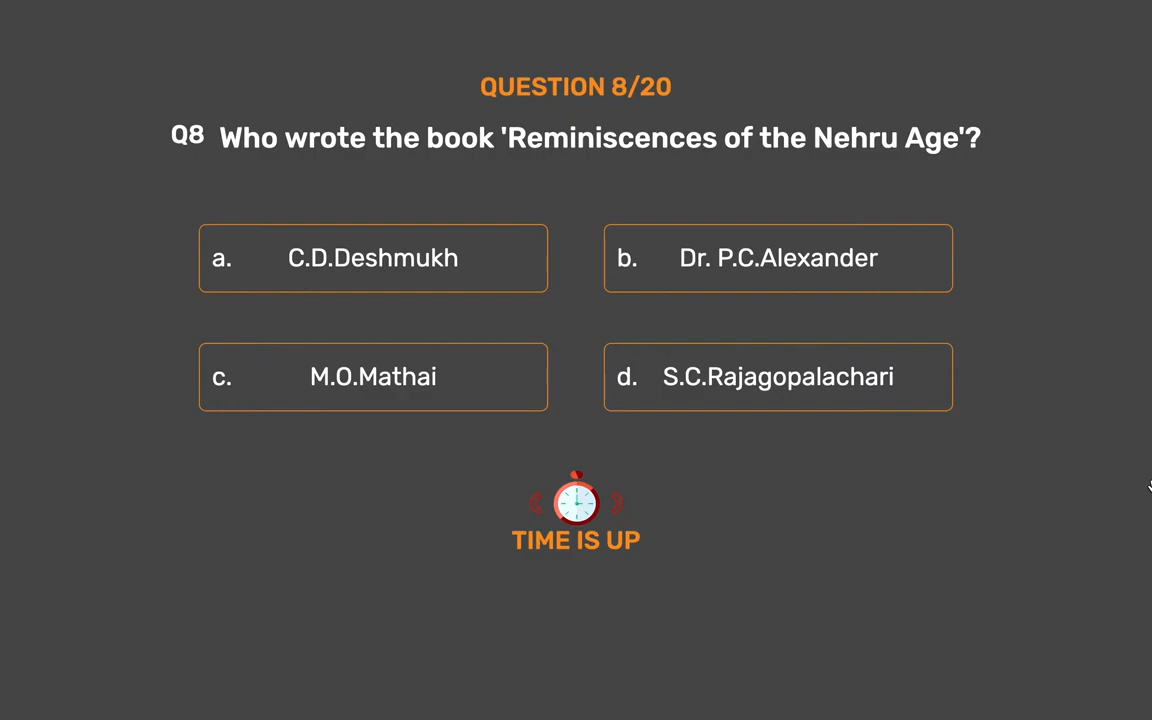 QUESTION 8/20
Q8 Who wrote the book 'Reminiscences of the Nehru Age'?
a. C.D.Deshmukh
b. Dr. P.C.Alexander
c. M.O.Mathai
d. S.C.Rajagopalachari
TIME IS UP